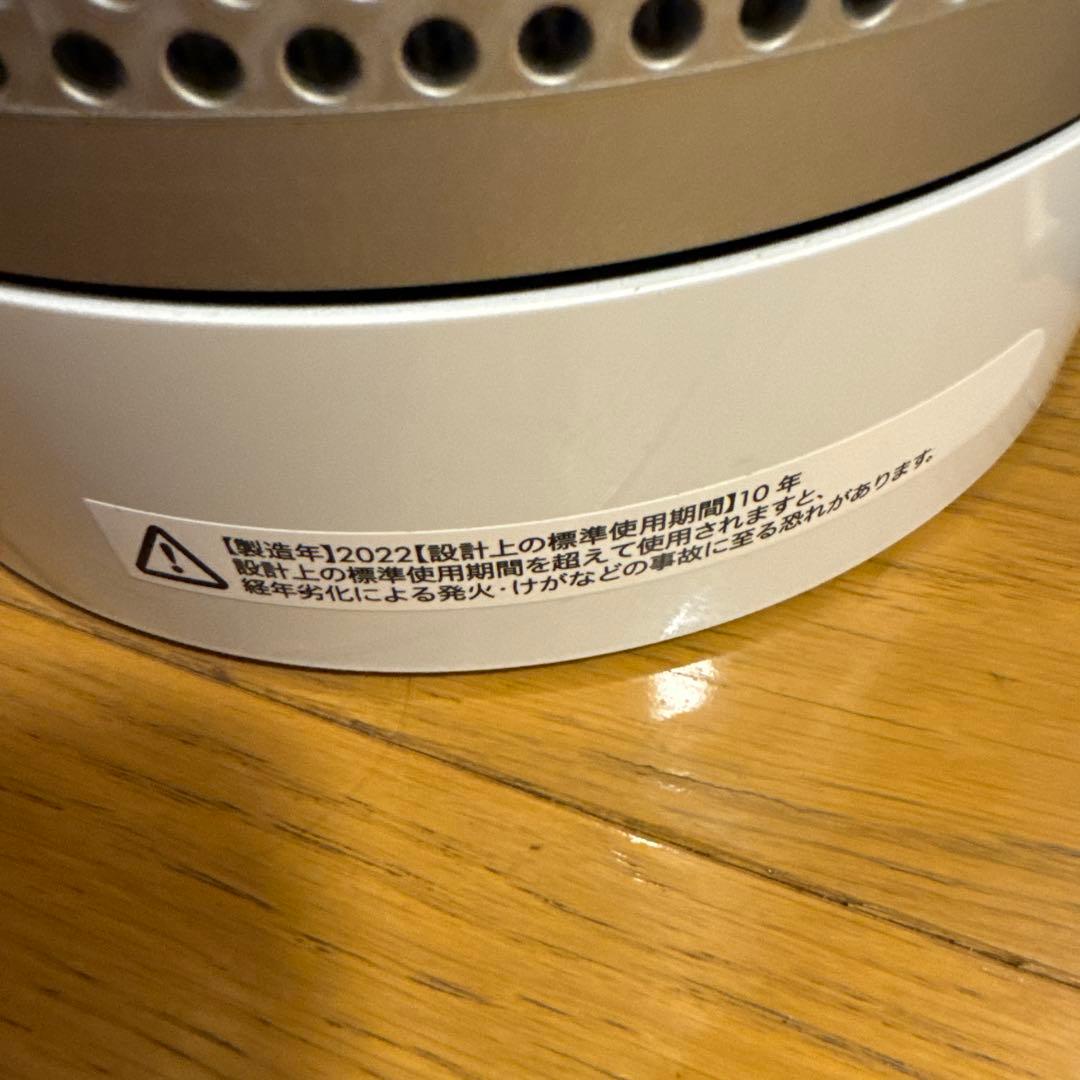 【製造年】2022【設計上の標準使用期間】10 年
設計上の標準使用期間を超えて使用されますと、
経年劣化による発火・けがなどの事故に至る恐れがあります。